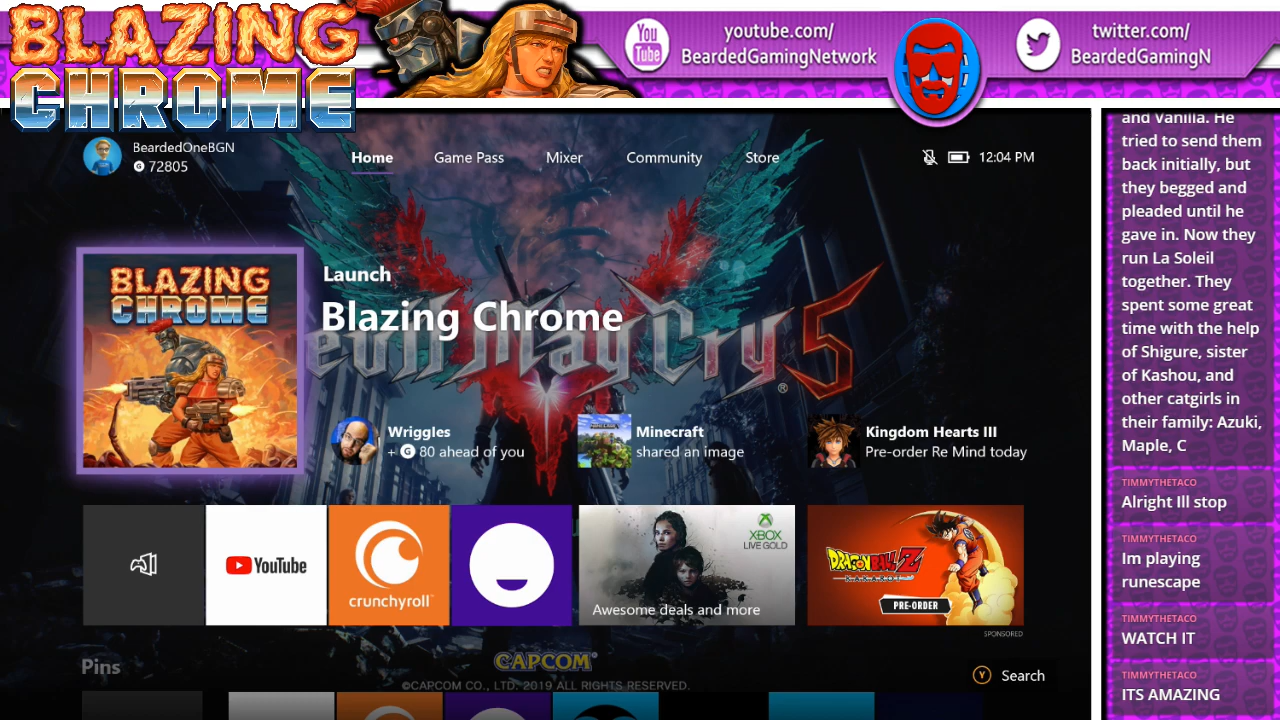 BLAZING
CHROME
You
Tube
youtube.com/
BeardedGamingNetwork
twitter.com/
BeardedGamingN
BeardedOneBGN
G 72805
Home
Game Pass
Mixer
Community
Store
12:04 PM
BLAZING
CHROME
Launch
Blazing Chrome
Devil May Cry 5
®
Wriggles
+ G 80 ahead of you
Minecraft
shared an image
Kingdom Hearts III
Pre-order Re Mind today
YouTube
crunchyroll
XBOX
LIVE GOLD
Awesome deals and more
DRAGON BALL Z
KAKAROT
PRE-ORDER
SPONSORED
Pins
CAPCOM
©CAPCOM CO., LTD. 2019 ALL RIGHTS RESERVED.
Y Search
and Vanilla. He
tried to send them
back initially, but
they begged and
pleaded until he
gave in. Now they
run La Soleil
together. They
spent some great
time with the help
of Shigure, sister
of Kashou, and
other catgirls in
their family: Azuki,
Maple, C
TIMMYTHETACO
Alright Ill stop
TIMMYTHETACO
Im playing
runescape
TIMMYTHETACO
WATCH IT
TIMMYTHETACO
ITS AMAZING